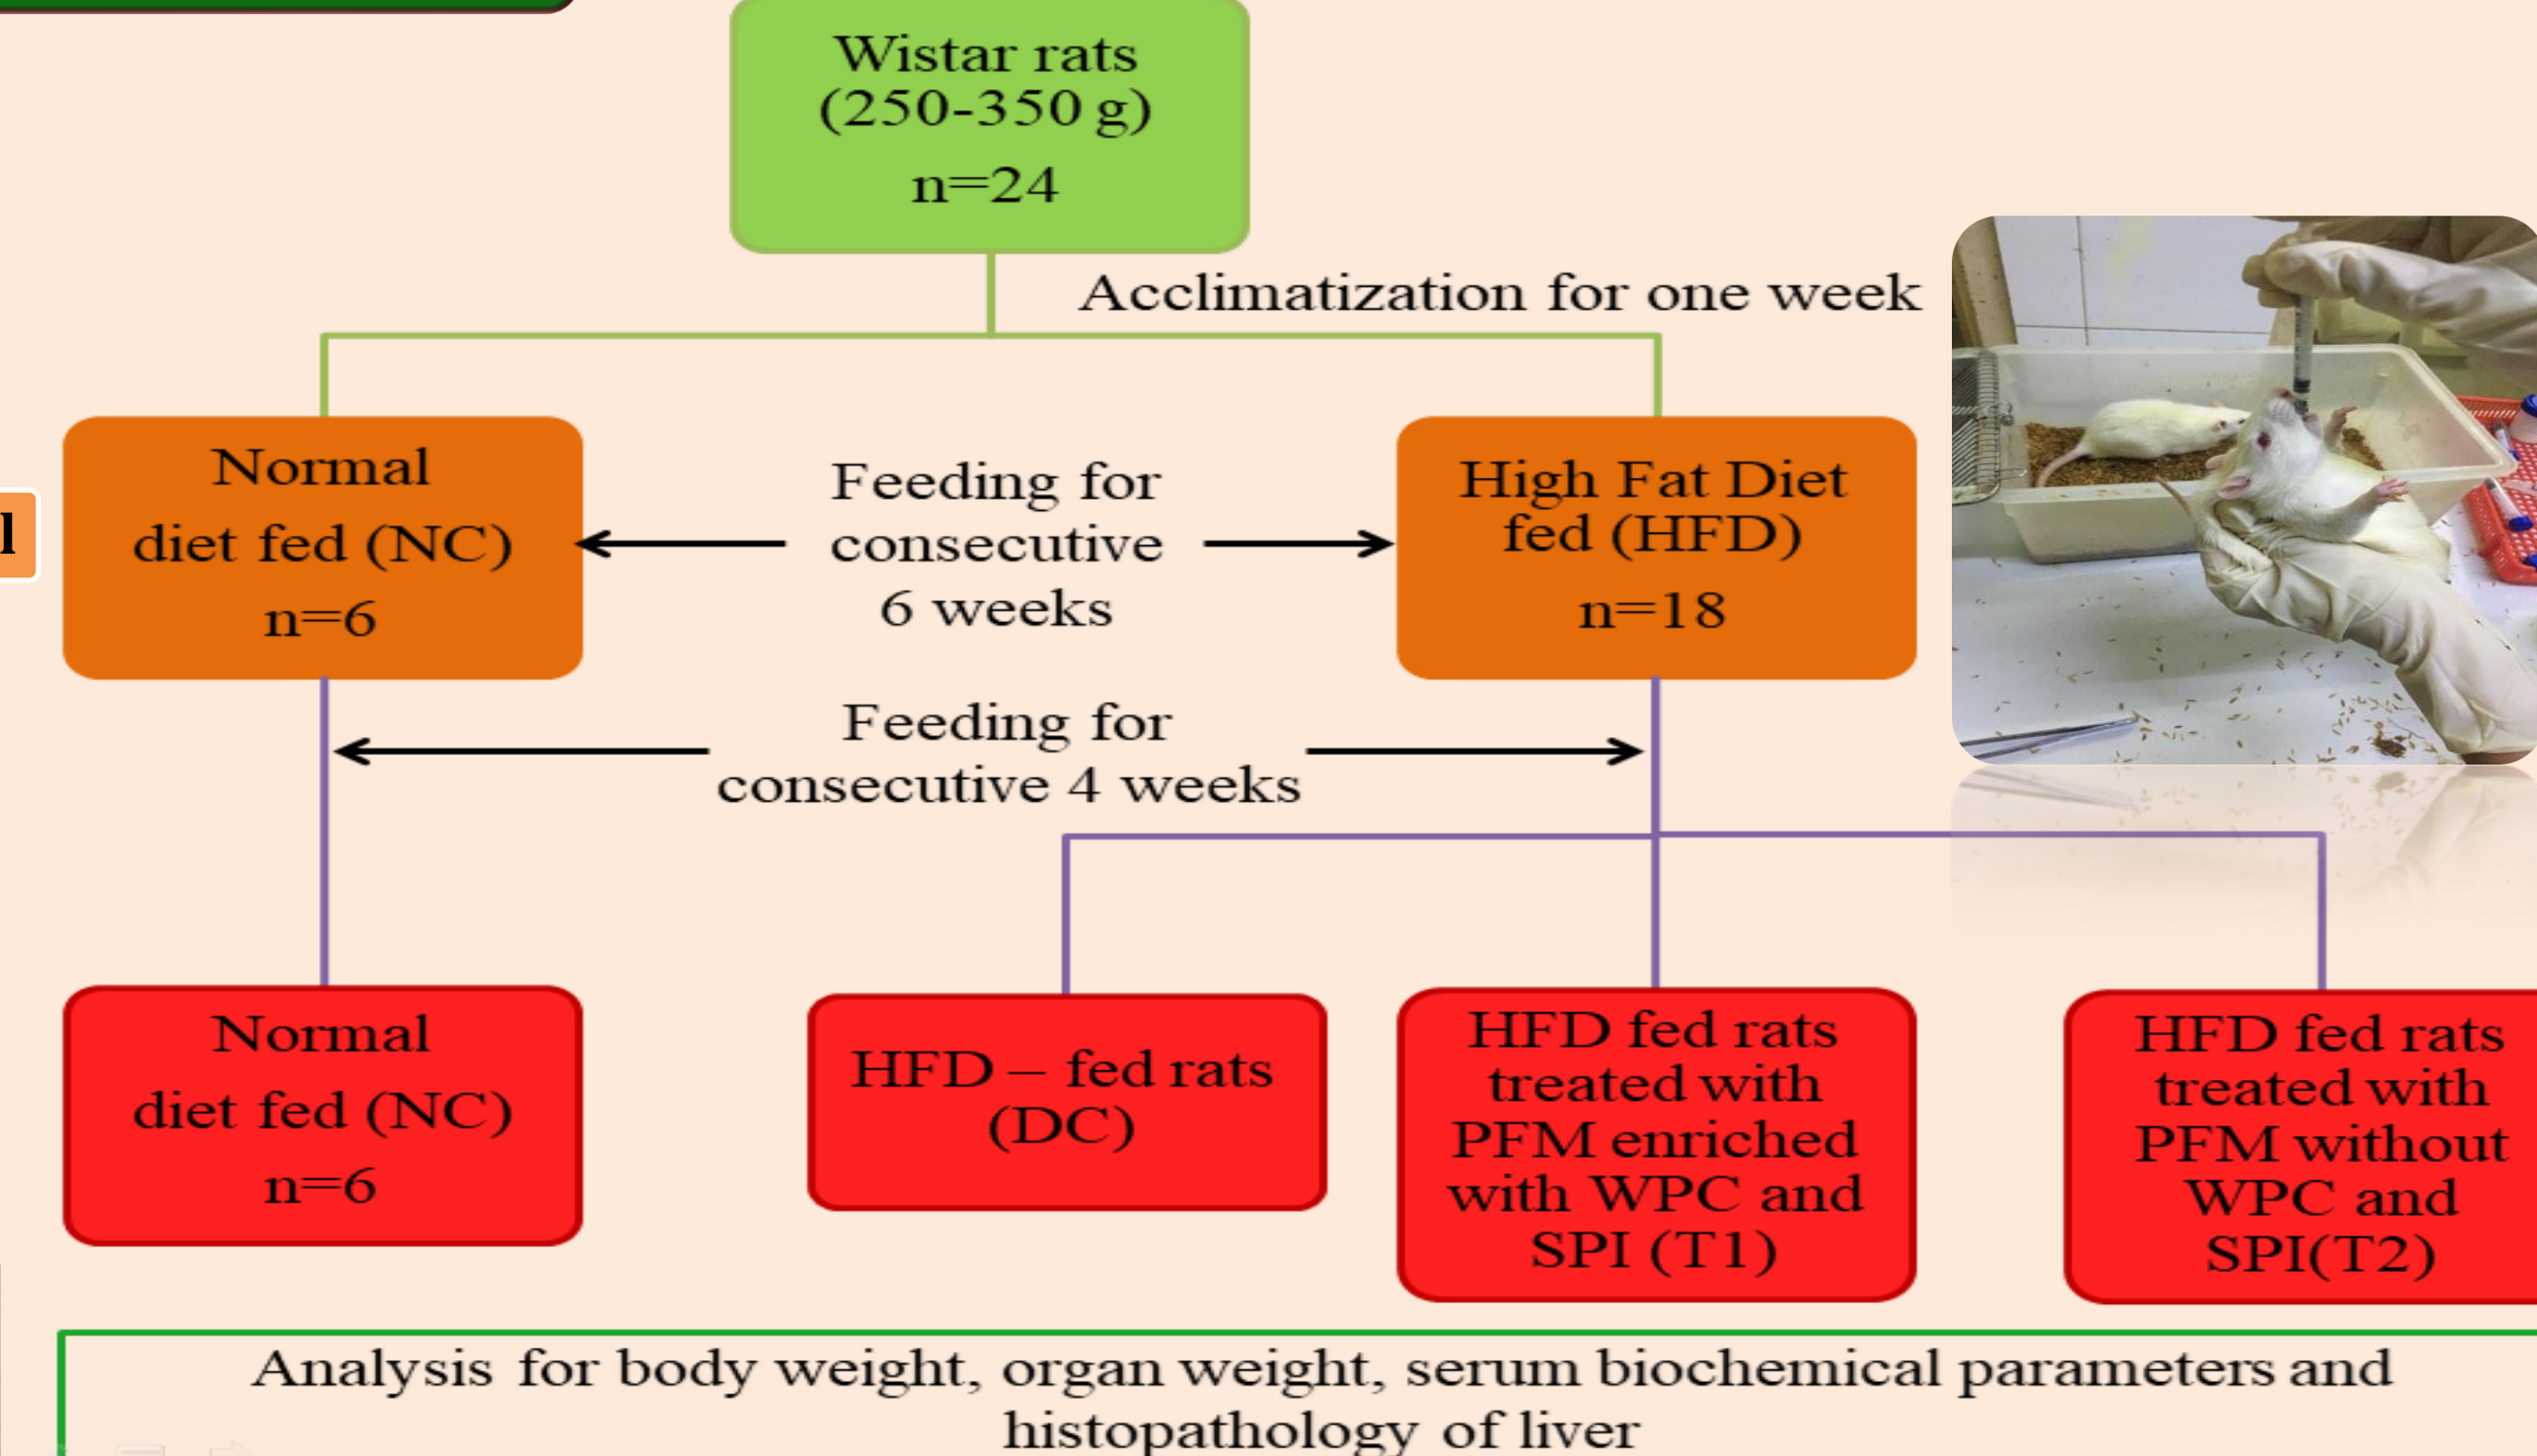 Wistar rats
(250-350 g)
n=24
Acclimatization for one week
Normal
diet fed (NC)
n=6
Feeding for
consecutive
6 weeks
High Fat Diet
fed (HFD)
n=18
l
Feeding for
consecutive 4 weeks
Normal
diet fed (NC)
n=6
HFD – fed rats
(DC)
HFD fed rats
treated with
PFM enriched
with WPC and
SPI (T1)
HFD fed rats
treated with
PFM without
WPC and
SPI(T2)
Analysis for body weight, organ weight, serum biochemical parameters and
histopathology of liver